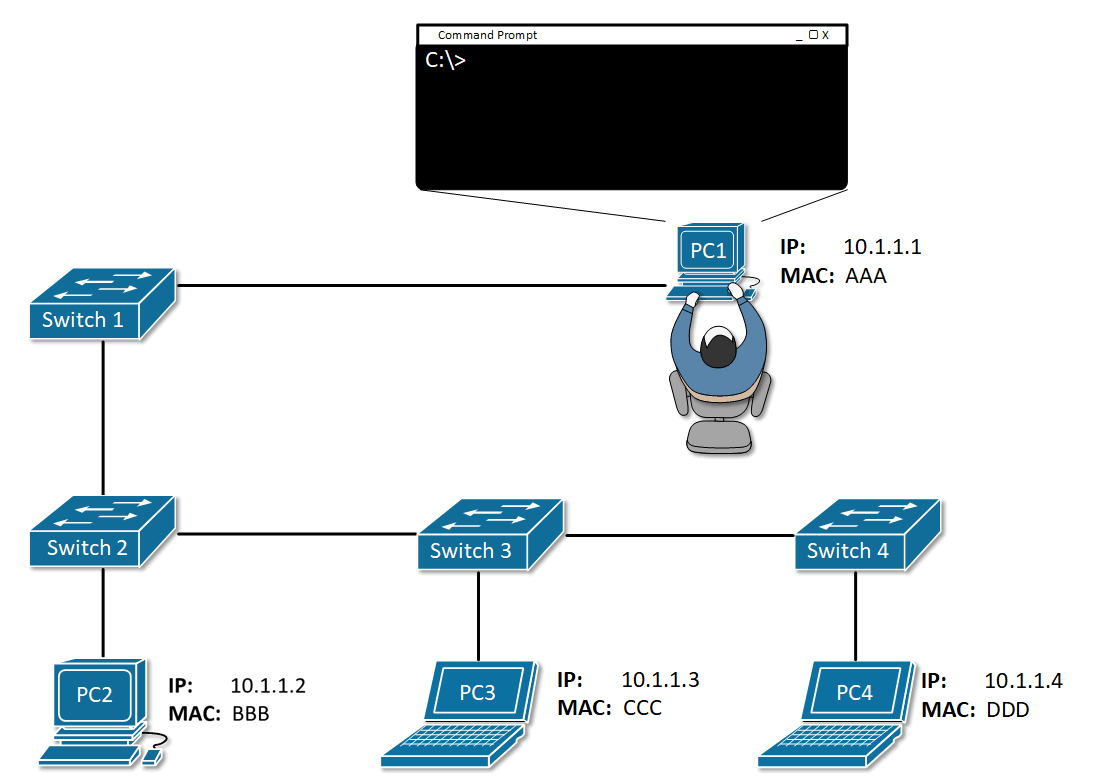 Command Prompt _ □ X
C:\>
PC1
IP: 10.1.1.1
MAC: AAA
Switch 1
Switch 2
Switch 3
Switch 4
PC2
IP: 10.1.1.2
MAC: BBB
PC3
IP: 10.1.1.3
MAC: CCC
PC4
IP: 10.1.1.4
MAC: DDD